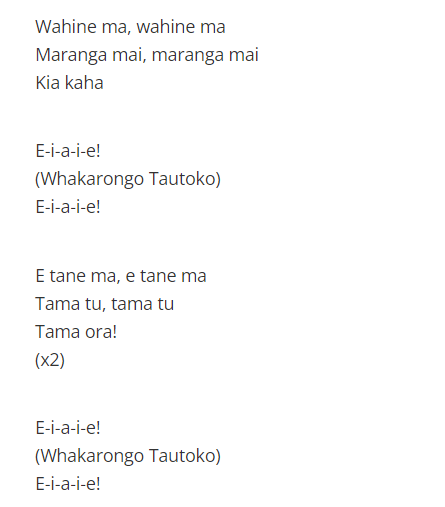 Wahine ma, wahine ma
Maranga mai, maranga mai
Kia kaha
E-i-a-i-e!
(Whakarongo Tautoko)
E-i-a-i-e!
E tane ma, e tane ma
Tama tu, tama tu
Tama ora!
(x2)
E-i-a-i-e!
(Whakarongo Tautoko)
E-i-a-i-e!